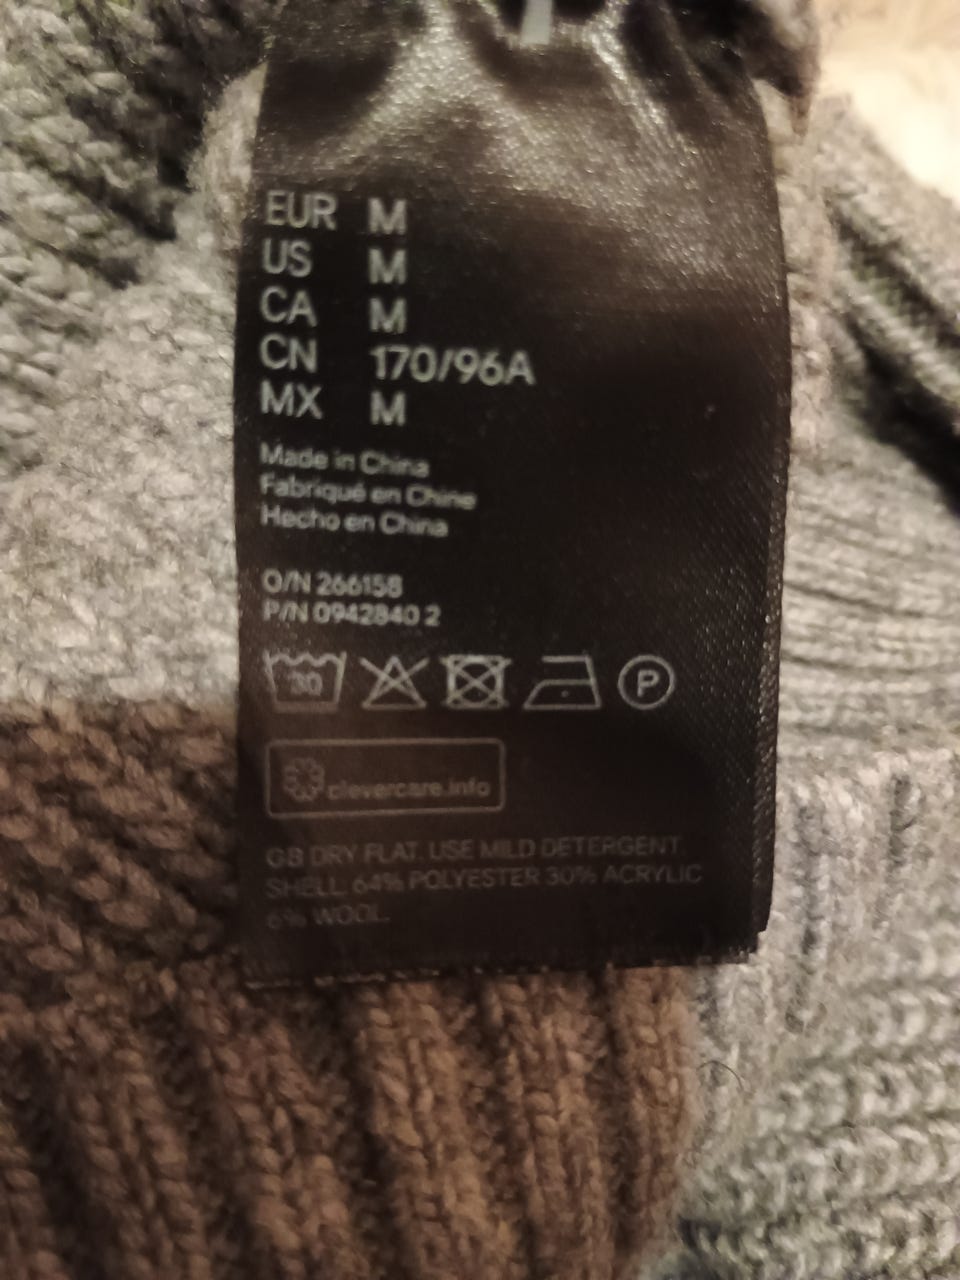 EUR M
US M
CA M
CN 170/96A
MX M
Made in China
Fabriqué en Chine
Hecho en China
O/N 266158
P/N 0942840 2
30 P
clevercare.info
GB DRY FLAT. USE MILD DETERGENT.
SHELL 64% POLYESTER 30% ACRYLIC
6% WOOL